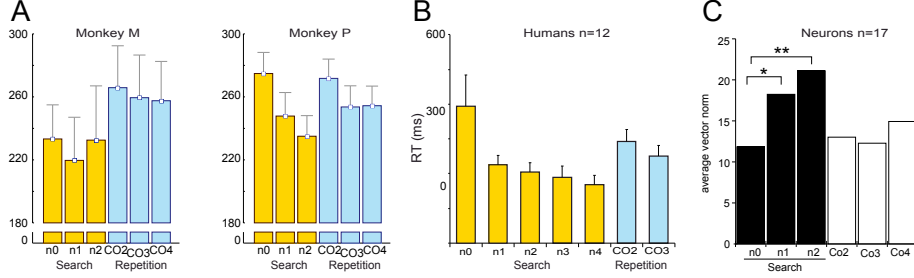 A
Monkey M
300
260
220
180
0
n0 n1 n2 CO2 CO3 CO4
Search Repetition
Monkey P
300
260
220
180
0
n0 n1 n2 CO2 CO3 CO4
Search Repetition
B
Humans n=12
RT (ms)
600
300
0
n0 n1 n2 n3 n4 CO2 CO3
Search Repetition
C
Neurons n=17
average vector norm
25
20
15
10
5
0
* **
n0 n1 n2 Co2 Co3 Co4
Search